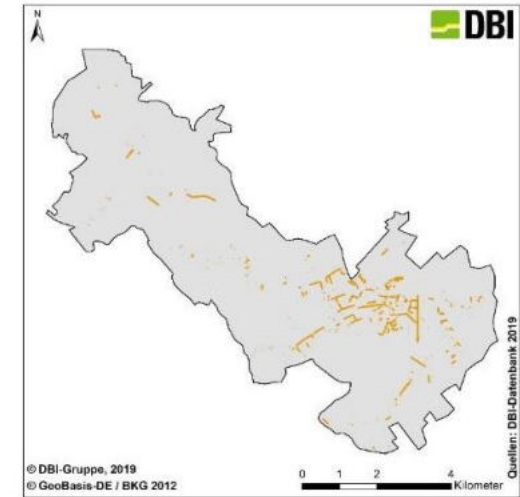 N
DBI
Quellen: DBI-Datenbank 2019
© DBI-Gruppe, 2019
© GeoBasis-DE / BKG 2012
0 1 2 4
Kilometer